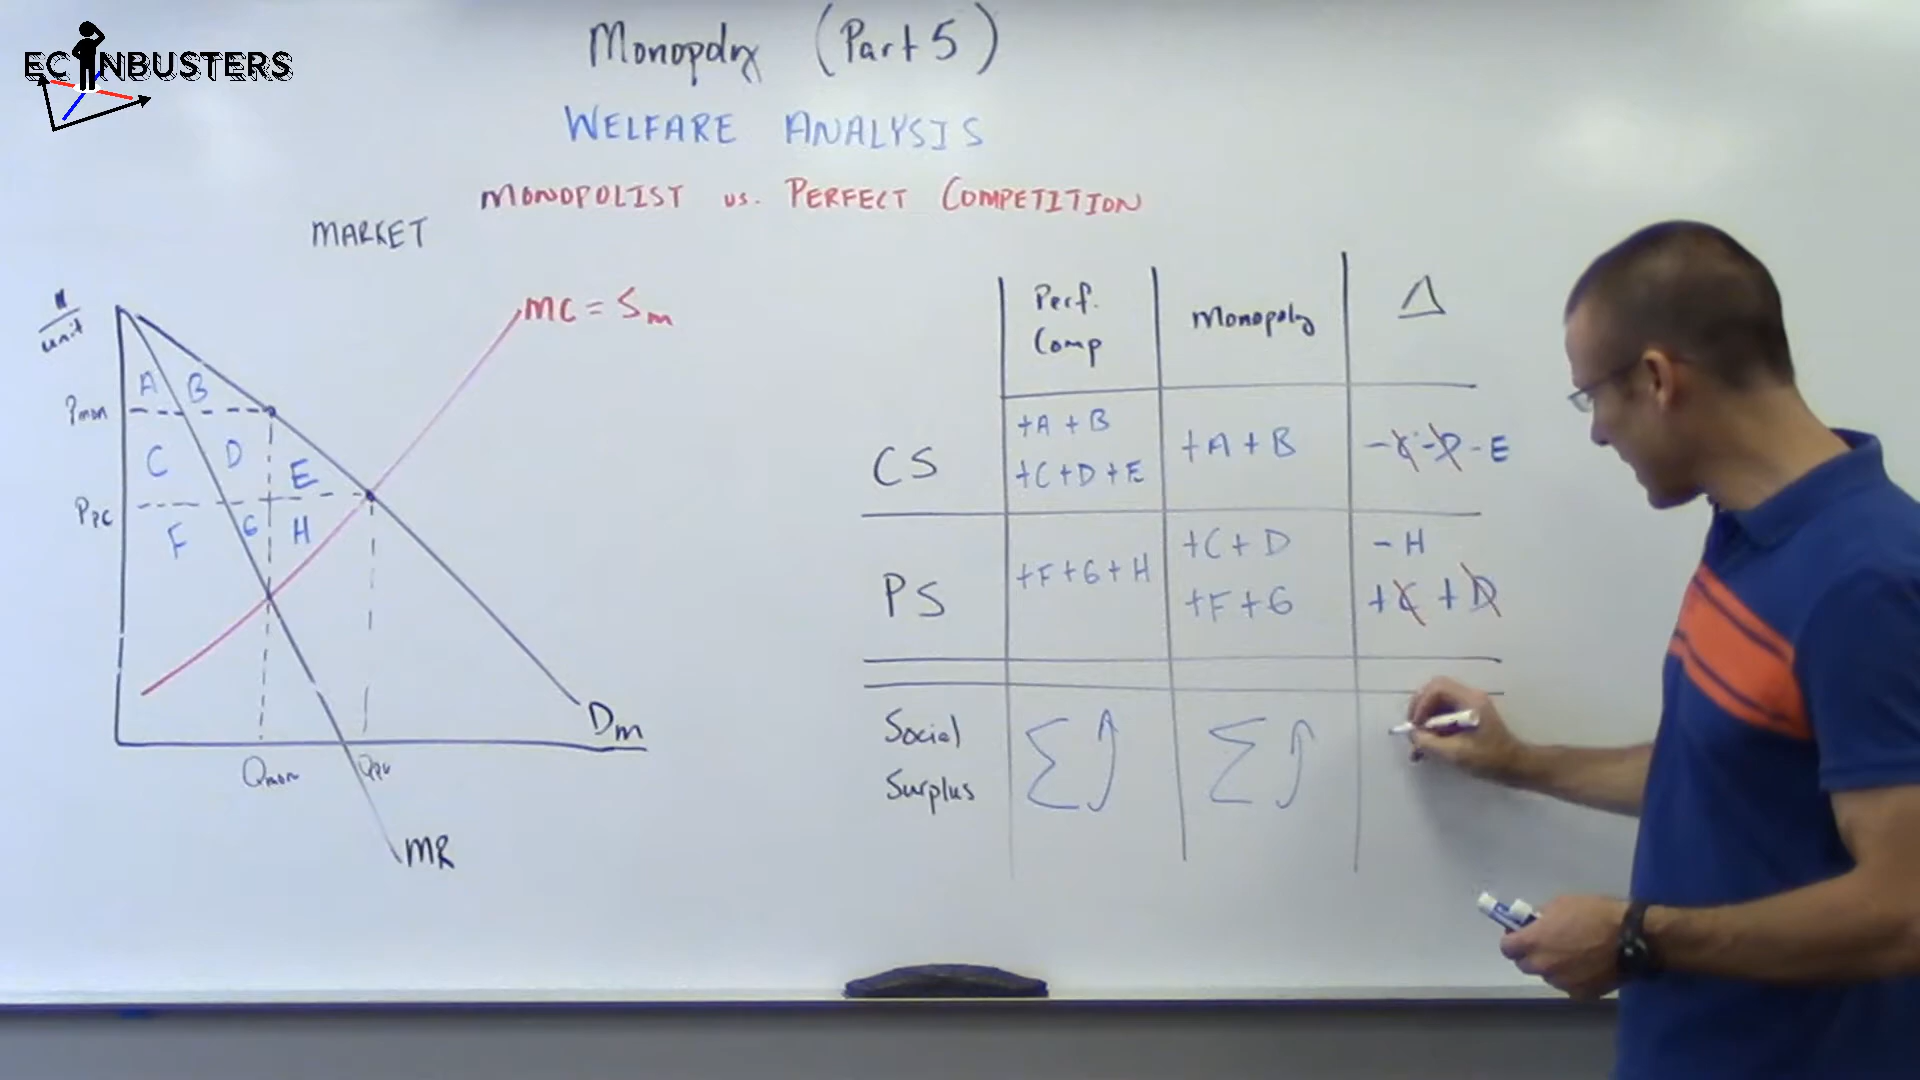 ECONBUSTERS
Monopoly (Part 5)
WELFARE ANALYSIS
MONOPOLIST vs. PERFECT COMPETITION
MARKET
unit
MC = Sm
A B
Pmon
C D E
PPC
F G H
Dm
Qmon QPC
MR
Perf. Comp
Monopoly
Δ
CS
+A + B
+C + D + E
+A + B
-C - D - E
PS
+F + G + H
+C + D
+F + G
- H
+C + D
Social
Surplus
Σ
Σ